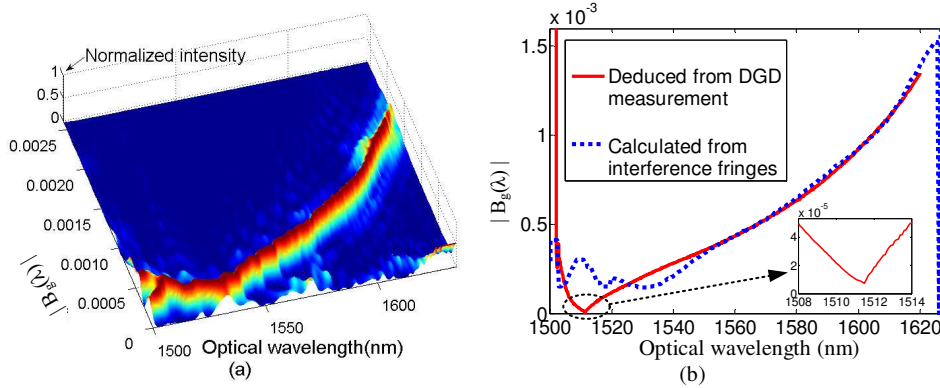 Normalized intensity
1
0.5
0
0.0025
0.0020
0.0015
0.0010
0.0005
0
| B_g(λ) |
1500
1550
1600
Optical wavelength(nm)
(a)
x 10^-3
1.5
1
0.5
0
| B_g(λ) |
Deduced from DGD
measurement
Calculated from
interference fringes
x 10^-5
4
2
0
1508 1510 1512 1514
1500 1520 1540 1560 1580 1600 1620
Optical wavelength (nm)
(b)